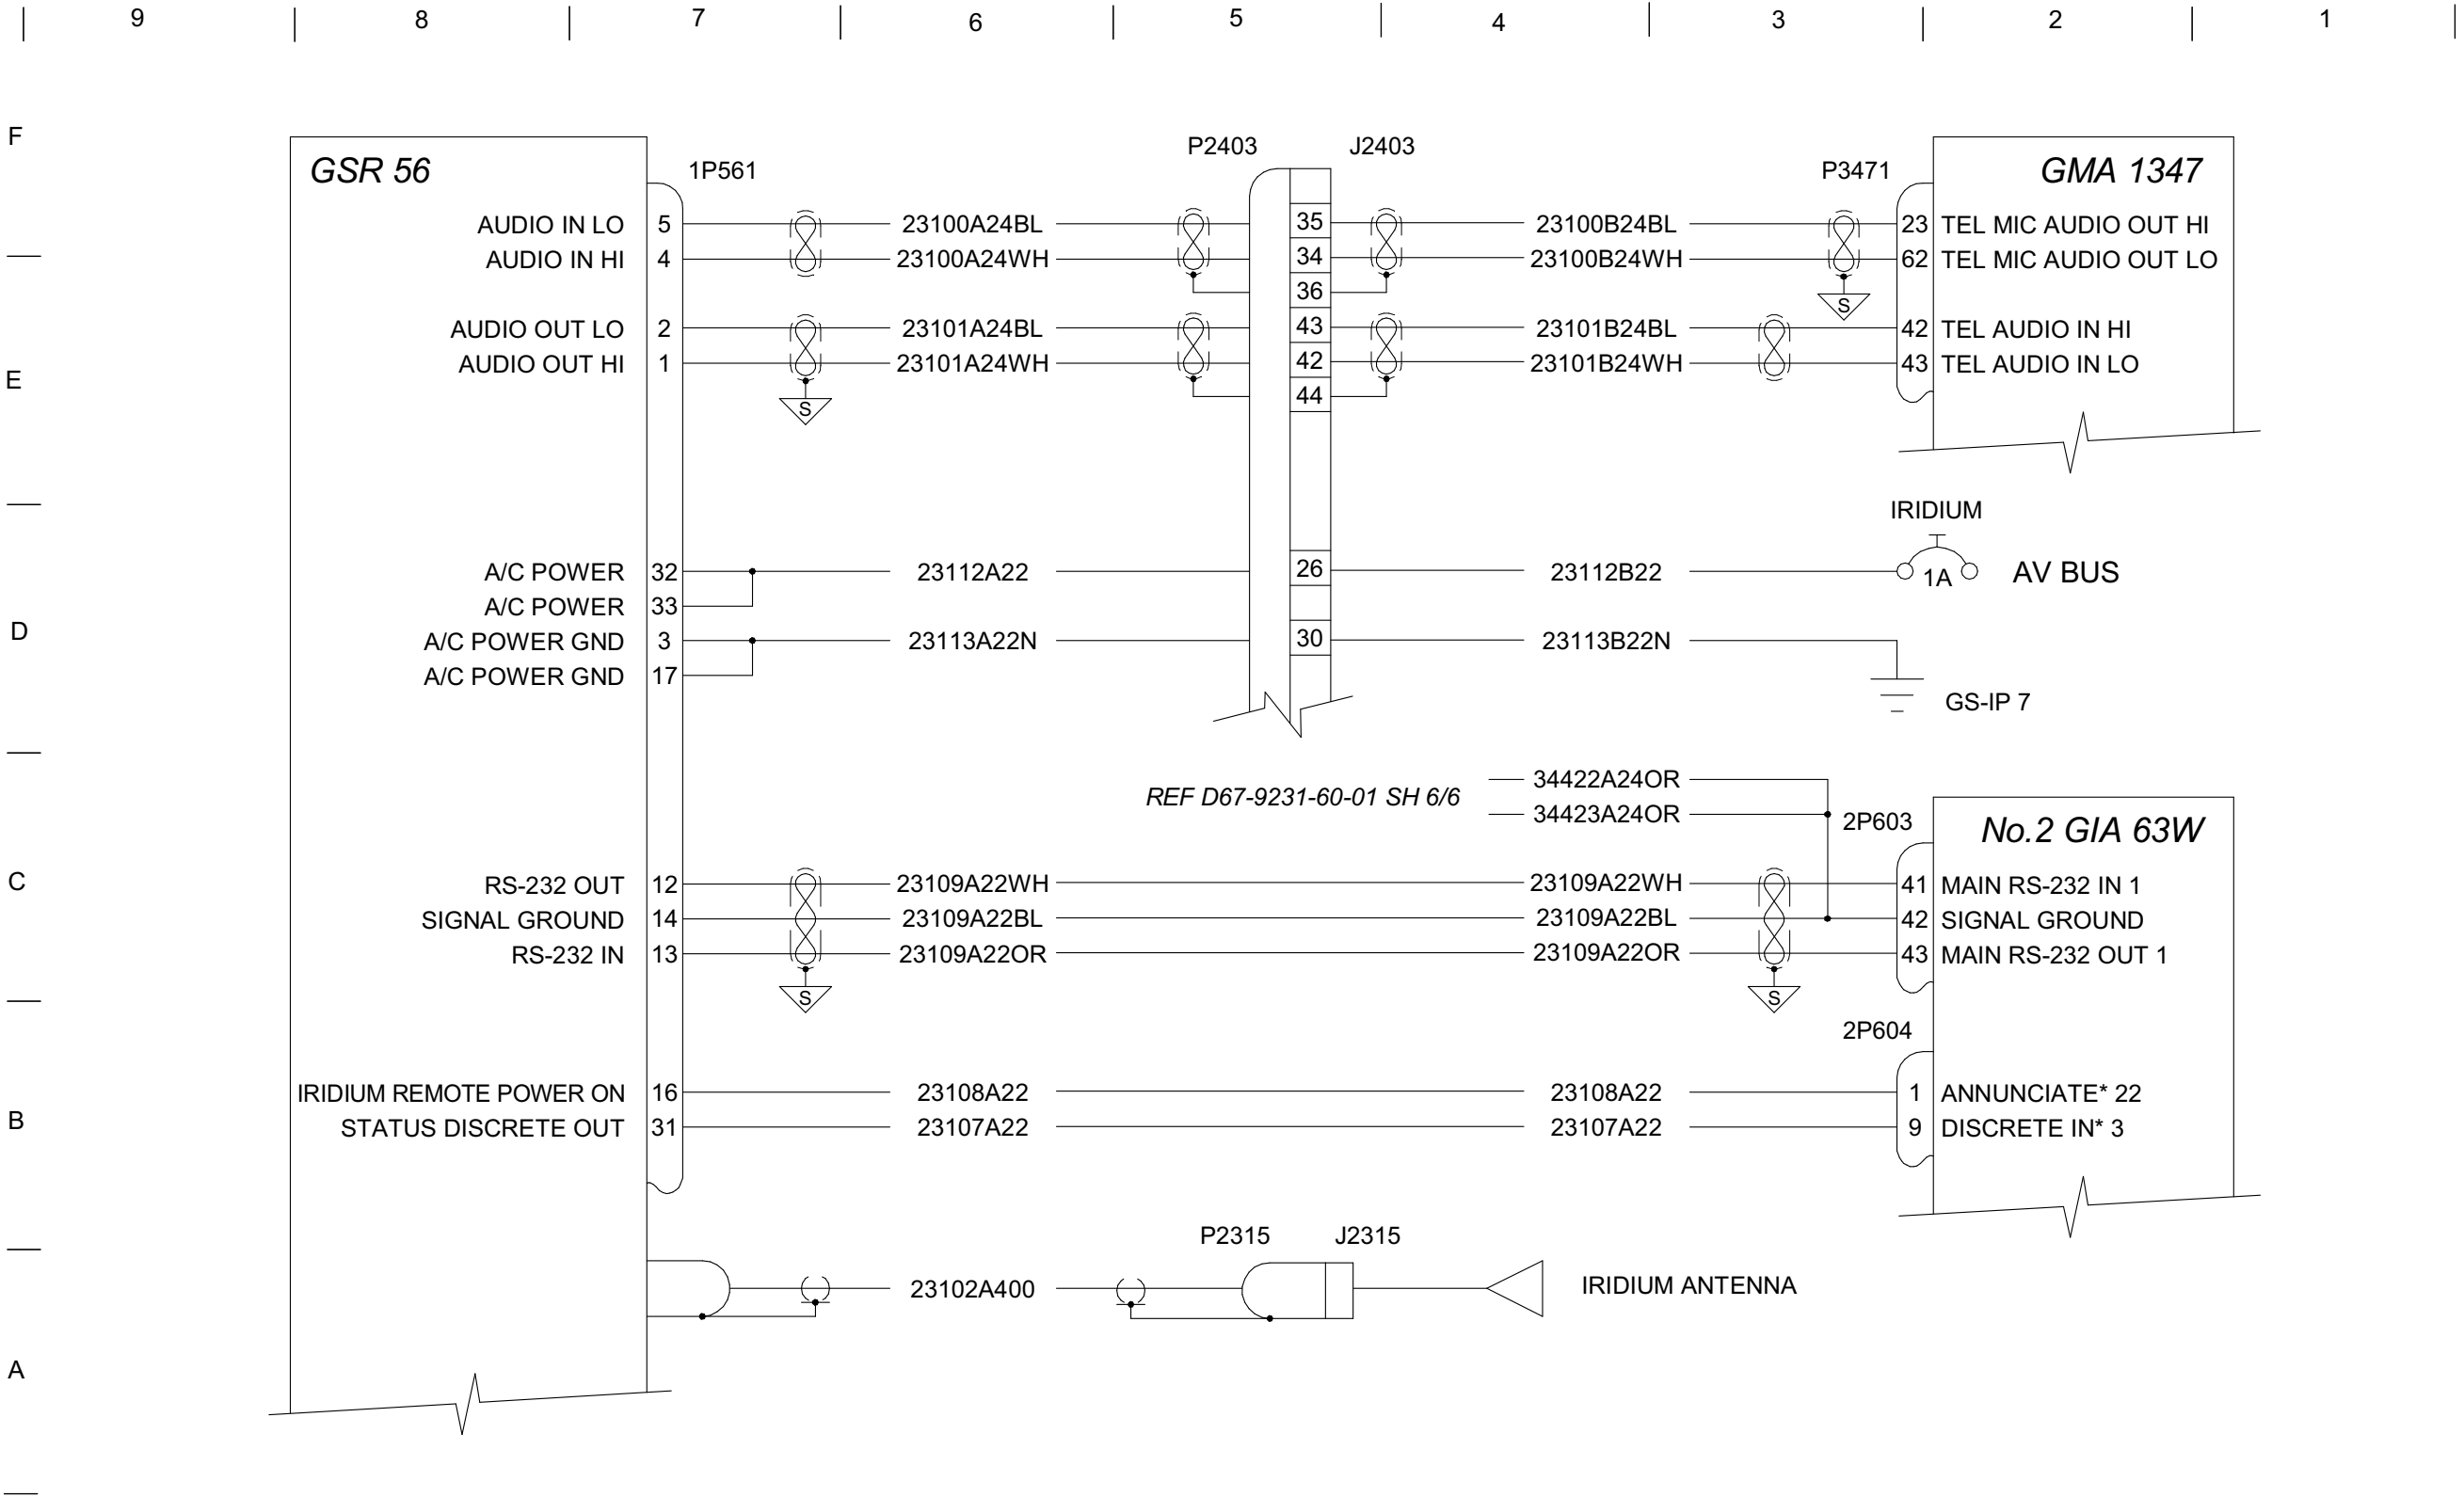 9 8 7 6 5 4 3 2 1
F
P2403 J2403
GSR 56 1P561 P3471 GMA 1347
AUDIO IN LO 5 23100A24BL 35 23100B24BL 23 TEL MIC AUDIO OUT HI
AUDIO IN HI 4 23100A24WH 34 23100B24WH 62 TEL MIC AUDIO OUT LO
36
S
AUDIO OUT LO 2 23101A24BL 43 23101B24BL 42 TEL AUDIO IN HI
AUDIO OUT HI 1 23101A24WH 42 23101B24WH 43 TEL AUDIO IN LO
E
44
S
IRIDIUM
A/C POWER 32 23112A22 26 23112B22 1A AV BUS
A/C POWER 33
D
A/C POWER GND 3 23113A22N 30 23113B22N
A/C POWER GND 17
GS-IP 7
34422A24OR
REF D67-9231-60-01 SH 6/6
34423A24OR
2P603 No.2 GIA 63W
C
RS-232 OUT 12 23109A22WH 23109A22WH 41 MAIN RS-232 IN 1
SIGNAL GROUND 14 23109A22BL 23109A22BL 42 SIGNAL GROUND
RS-232 IN 13 23109A22OR 23109A22OR 43 MAIN RS-232 OUT 1
S S
2P604
IRIDIUM REMOTE POWER ON 16 23108A22 23108A22 1 ANNUNCIATE* 22
B
STATUS DISCRETE OUT 31 23107A22 23107A22 9 DISCRETE IN* 3
P2315 J2315
23102A400 IRIDIUM ANTENNA
A